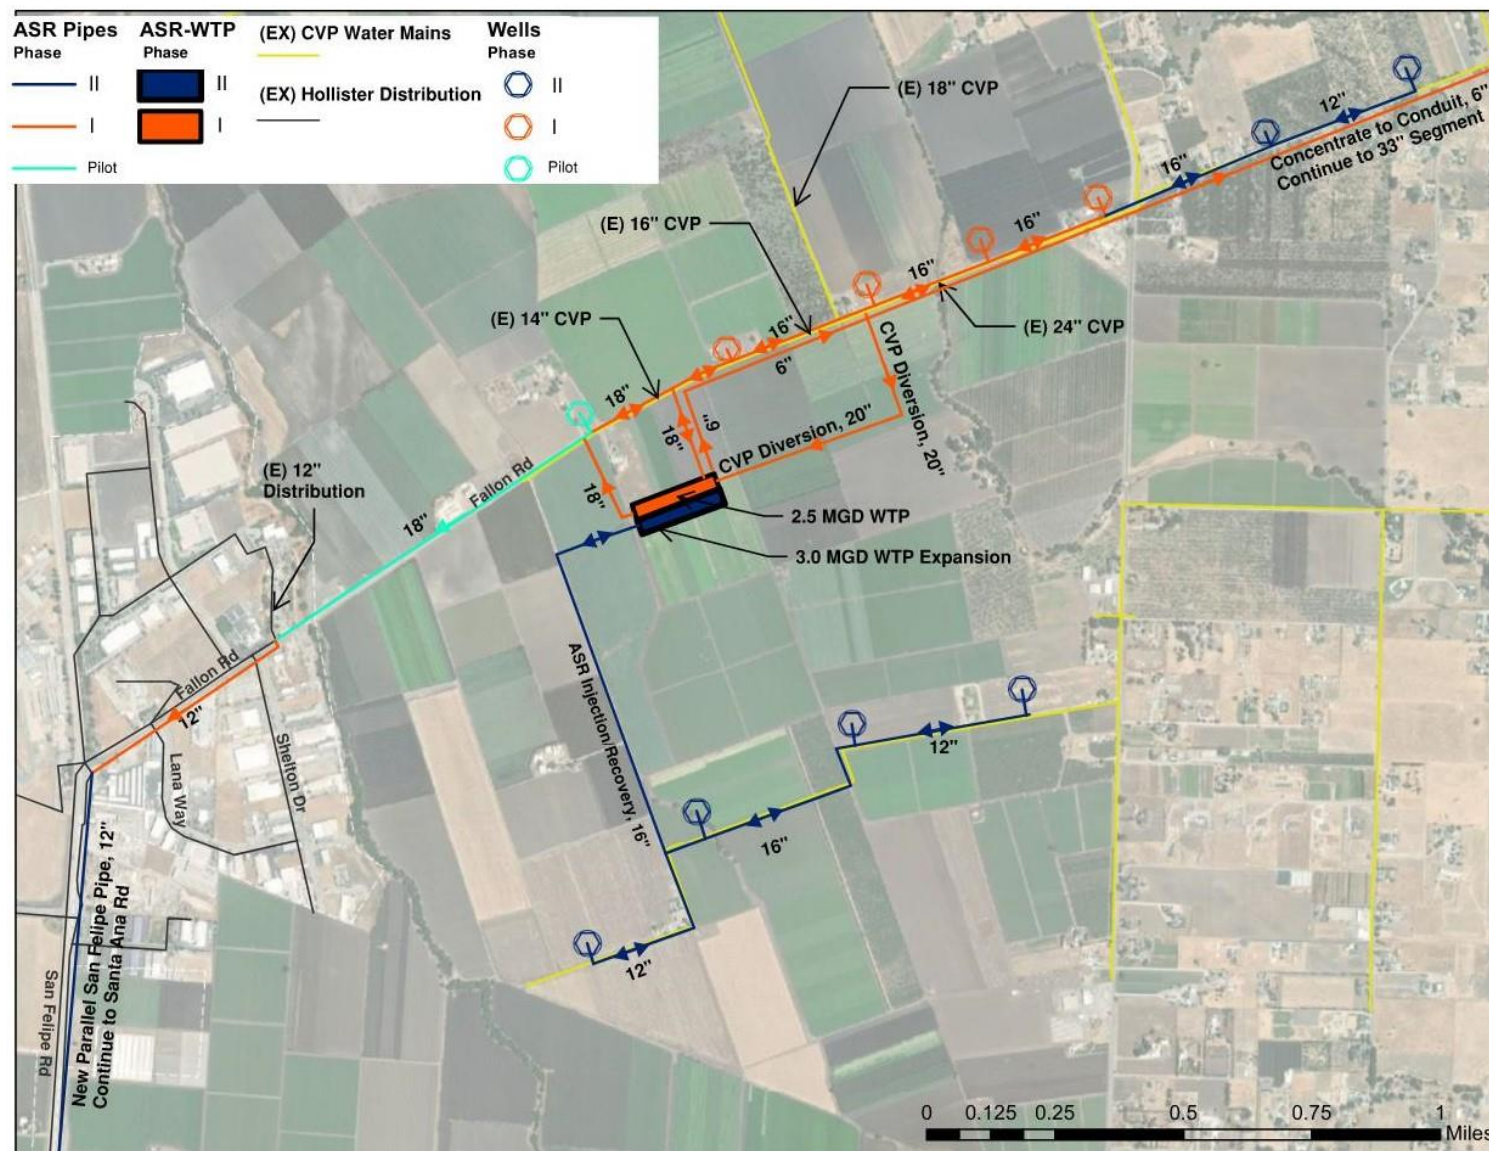 ASR Pipes
Phase
II
I
Pilot
ASR-WTP
Phase
II
I
(EX) CVP Water Mains
(EX) Hollister Distribution
Wells
Phase
II
I
Pilot
(E) 18" CVP
12"
Concentrate to Conduit, 6"
Continue to 33" Segment
16"
(E) 16" CVP
16"
16"
(E) 14" CVP
16"
(E) 24" CVP
6"
CVP Diversion, 20"
18"
6"
18"
CVP Diversion, 20"
(E) 12"
Distribution
Fallon Rd
18"
18"
2.5 MGD WTP
3.0 MGD WTP Expansion
ASR Injection/Recovery, 16"
Fallon Rd
12"
Lana Way
Shelton Dr
12"
16"
12"
San Felipe Rd
New Parallel San Felipe Pipe, 12"
Continue to Santa Ana Rd
0 0.125 0.25 0.5 0.75 1
Miles